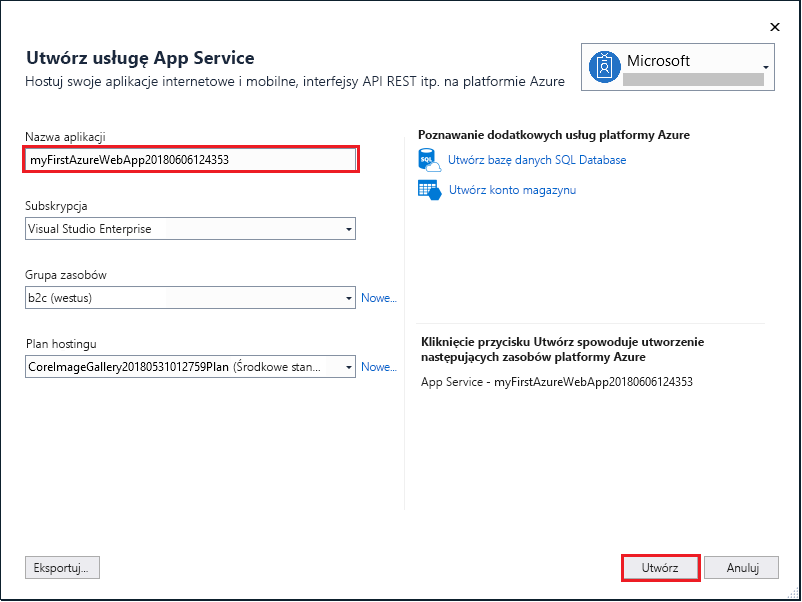 Utwórz usługę App Service
Hostuj swoje aplikacje internetowe i mobilne, interfejsy API REST itp. na platformie Azure
Microsoft
Nazwa aplikacji
myFirstAzureWebApp20180606124353
Subskrypcja
Visual Studio Enterprise
Grupa zasobów
b2c (westus)
Nowe...
Plan hostingu
CoreImageGallery20180531012759Plan (Środkowe stan...
Nowe...
Poznawanie dodatkowych usług platformy Azure
SQL
Utwórz bazę danych SQL Database
Utwórz konto magazynu
Kliknięcie przycisku Utwórz spowoduje utworzenie
następujących zasobów platformy Azure
App Service - myFirstAzureWebApp20180606124353
Eksportuj...
Utwórz
Anuluj